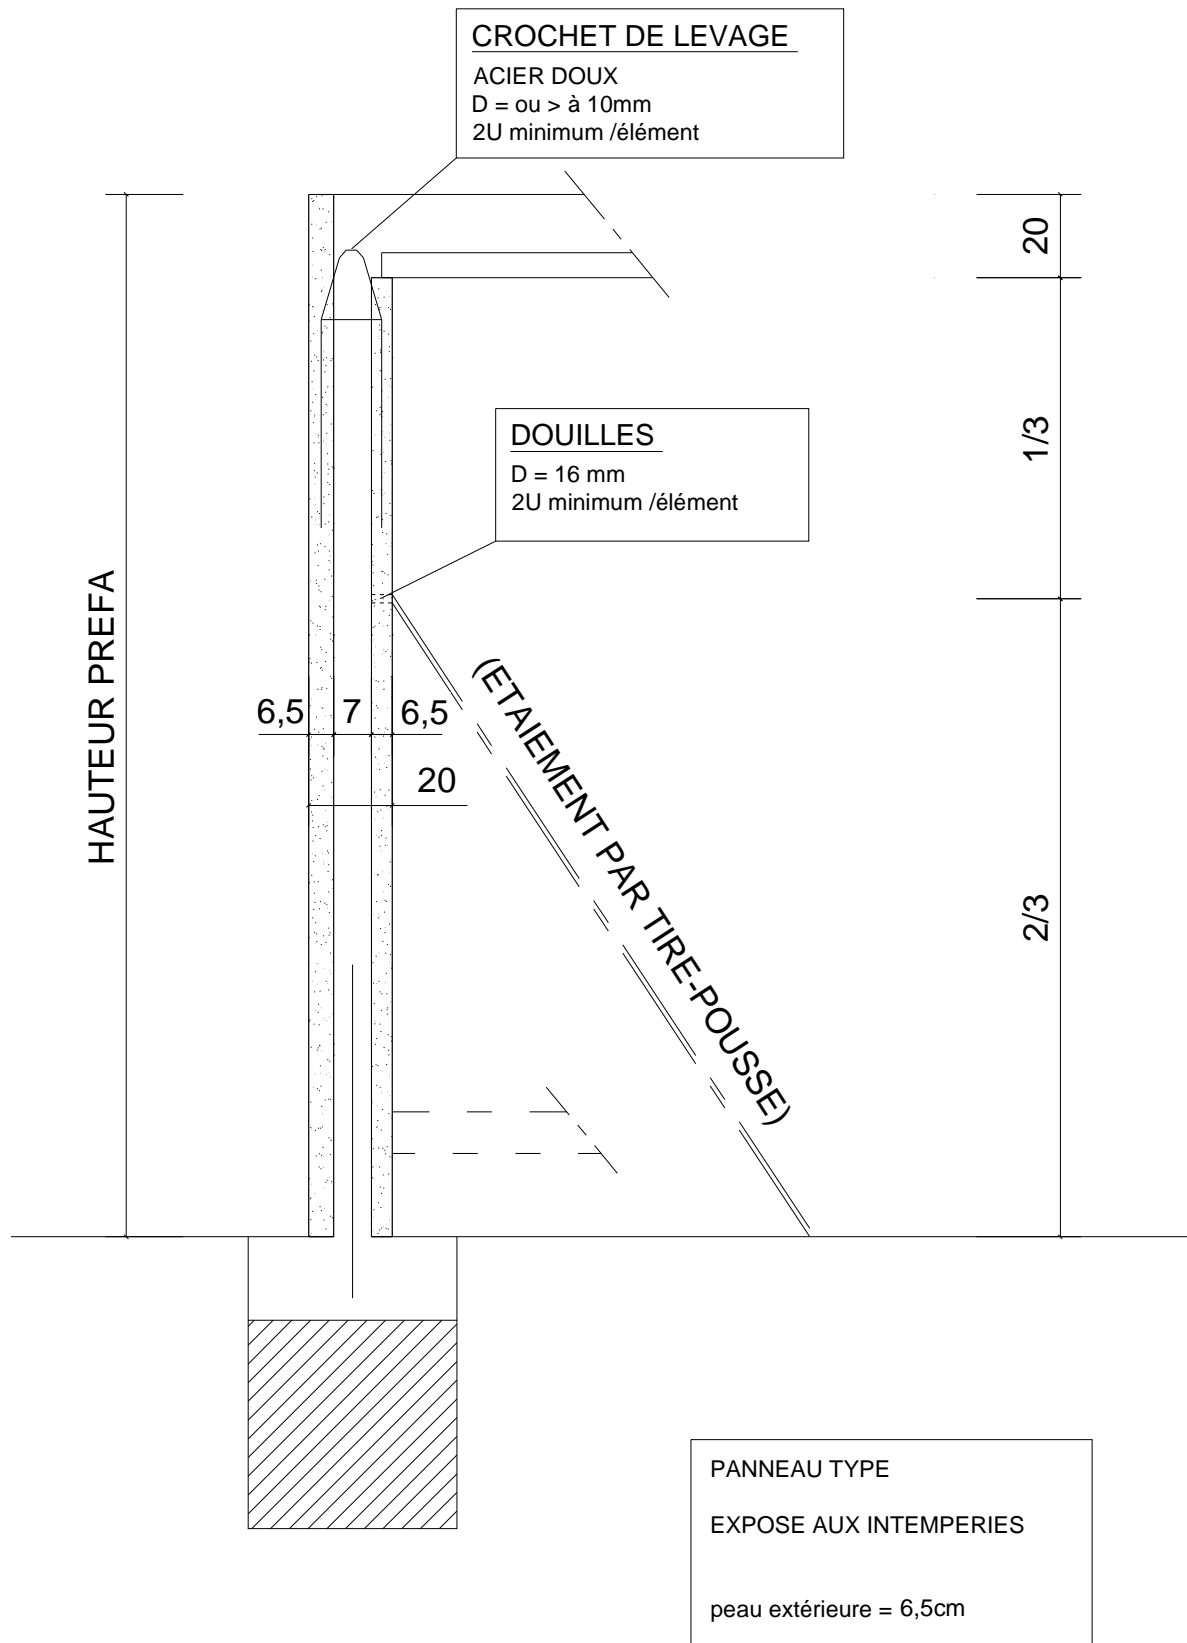 CROCHET DE LEVAGE
ACIER DOUX
D = ou > à 10mm
2U minimum /élément
20
DOUILLES
D = 16 mm
2U minimum /élément
1/3
HAUTEUR PREFA
6,5 7 6,5
20
(ETAIEMENT PAR TIRE-POUSSE)
2/3
PANNEAU TYPE
EXPOSE AUX INTEMPERIES
peau extérieure = 6,5cm